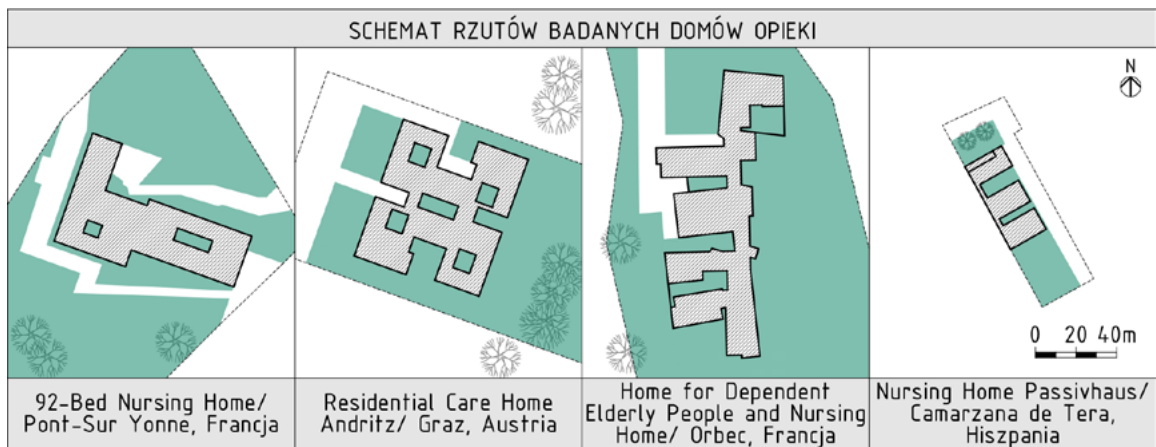 SCHEMAT RZUTÓW BADANYCH DOMÓW OPIEKI
N
0 20 40m
92-Bed Nursing Home/
Pont-Sur Yonne, Francja
Residential Care Home
Andritz/ Graz, Austria
Home for Dependent
Elderly People and Nursing
Home/ Orbec, Francja
Nursing Home Passivhaus/
Camarzana de Tera,
Hiszpania